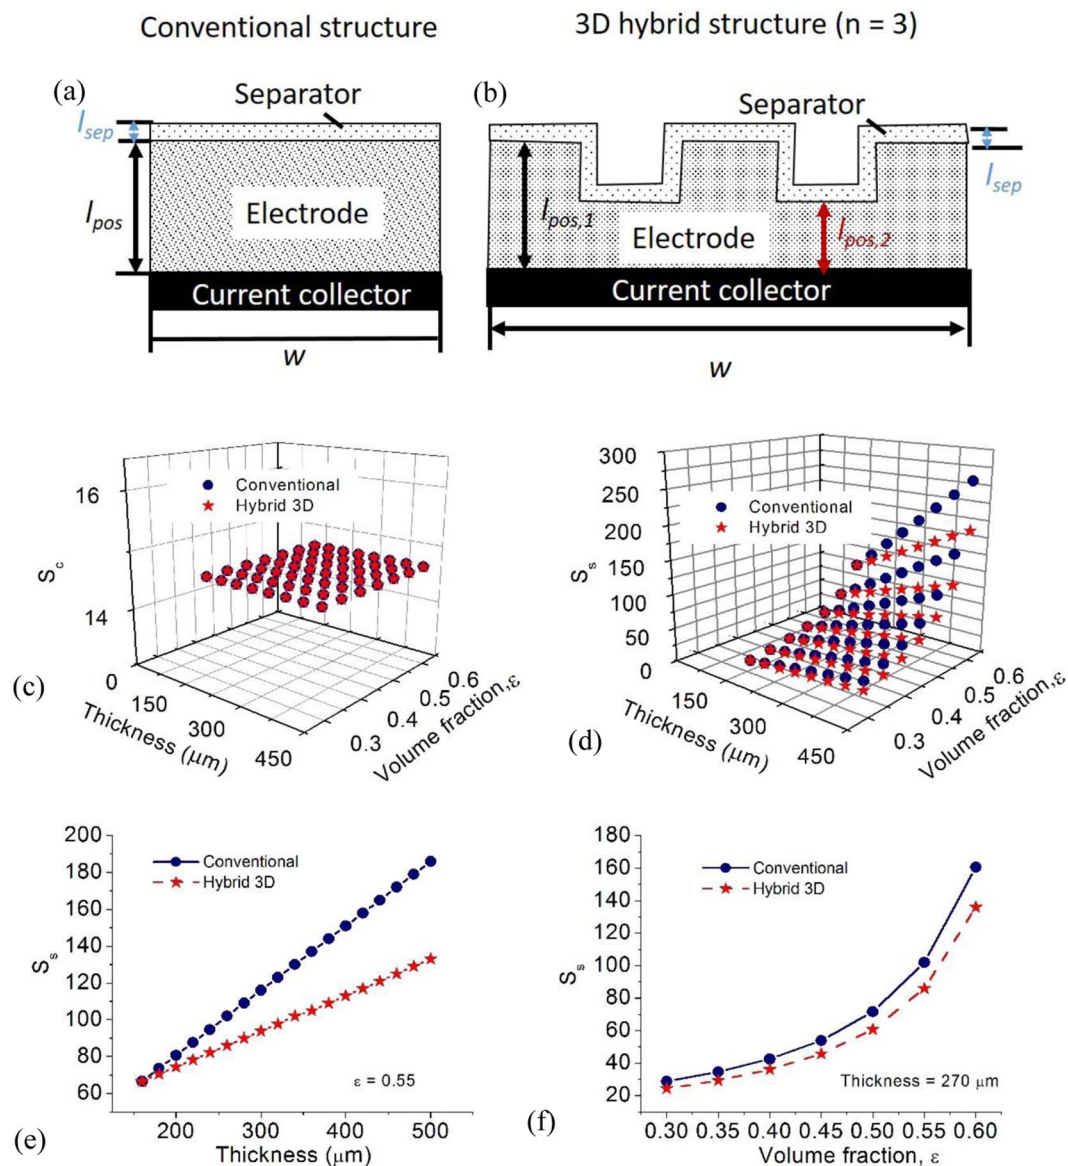 Conventional structure
3D hybrid structure (n = 3)
(a)
Separator
l_sep
l_pos
Electrode
Current collector
w
(b)
Separator
l_sep
l_pos,1
l_pos,2
Electrode
Current collector
w
(c)
S_c
16
14
Conventional
Hybrid 3D
0
150
300
450
Thickness (μm)
0.3
0.4
0.5
0.6
Volume fraction,ε
(d)
S_s
300
250
200
150
100
50
0
Conventional
Hybrid 3D
0
150
300
450
Thickness (μm)
0.3
0.4
0.5
0.6
Volume fraction,ε
(e)
S_s
200
180
160
140
120
100
80
60
Conventional
Hybrid 3D
ε = 0.55
200 300 400 500
Thickness (μm)
(f)
S_s
180
160
140
120
100
80
60
40
20
Conventional
Hybrid 3D
Thickness = 270 μm
0.30 0.35 0.40 0.45 0.50 0.55 0.60
Volume fraction, ε